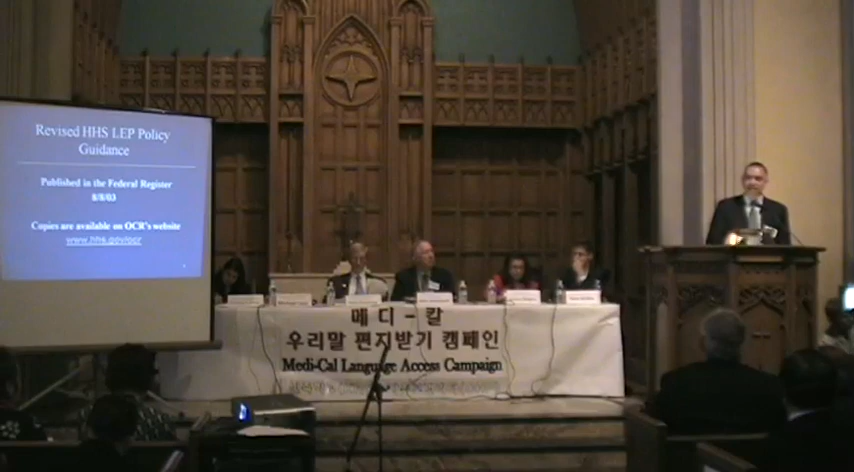 Revised HHS LEP Policy
Guidance
Published in the Federal Register
8/8/03
Copies are available on OCR's website
www.hhs.gov/ocr
메디-칼
우리말 편지받기 캠페인
Medi-Cal Language Access Campaign